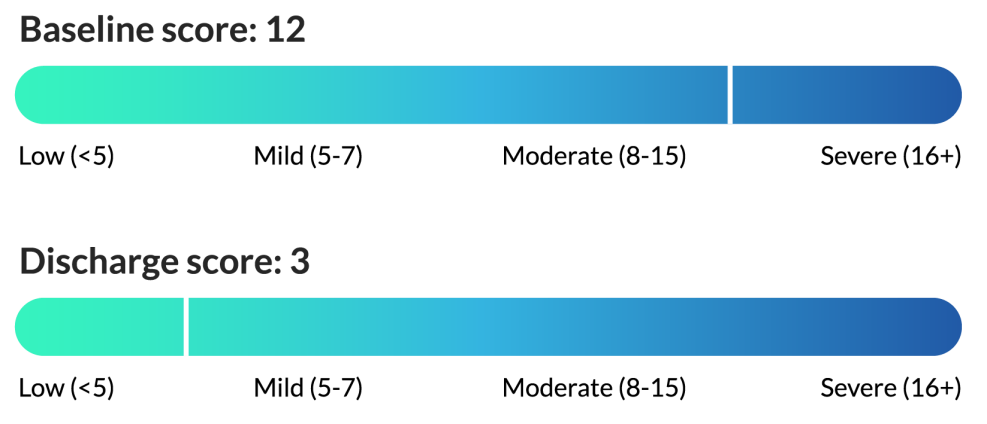 Baseline score: 12
Low (<5) Mild (5-7) Moderate (8-15) Severe (16+)
Discharge score: 3
Low (<5) Mild (5-7) Moderate (8-15) Severe (16+)